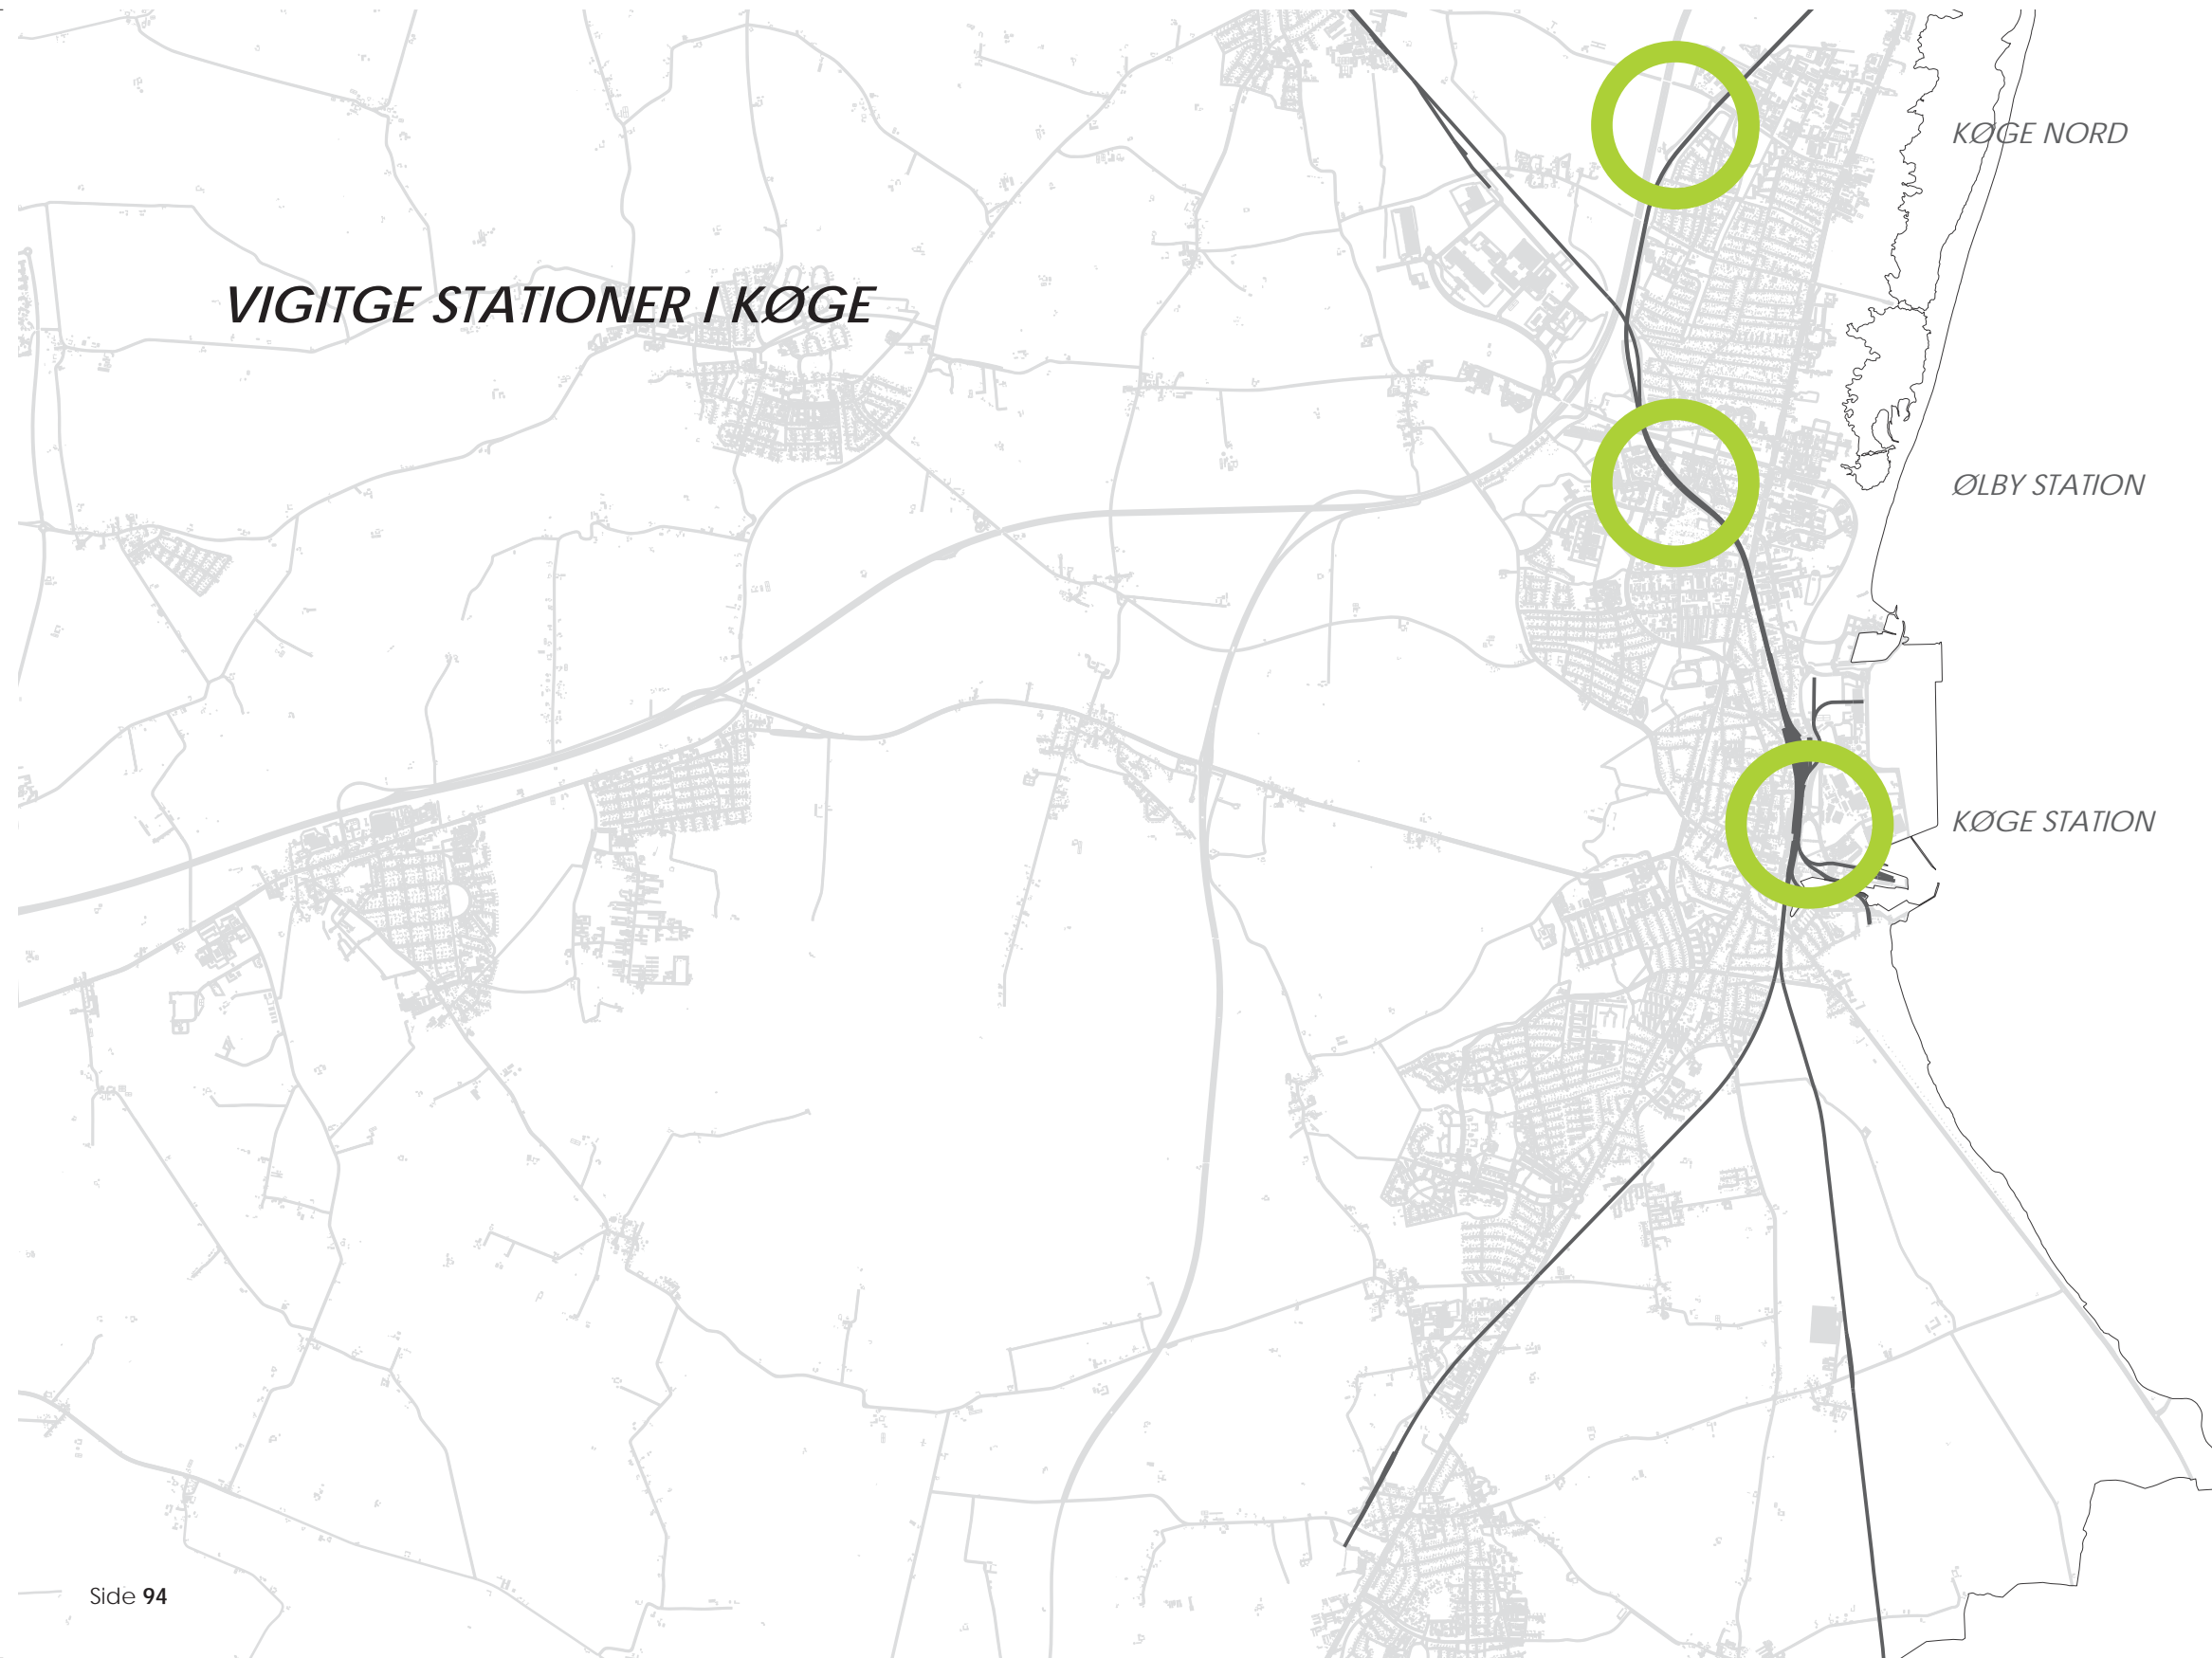 KØGE NORD
VIGITGE STATIONER I KØGE
ØLBY STATION
KØGE STATION
Side 94